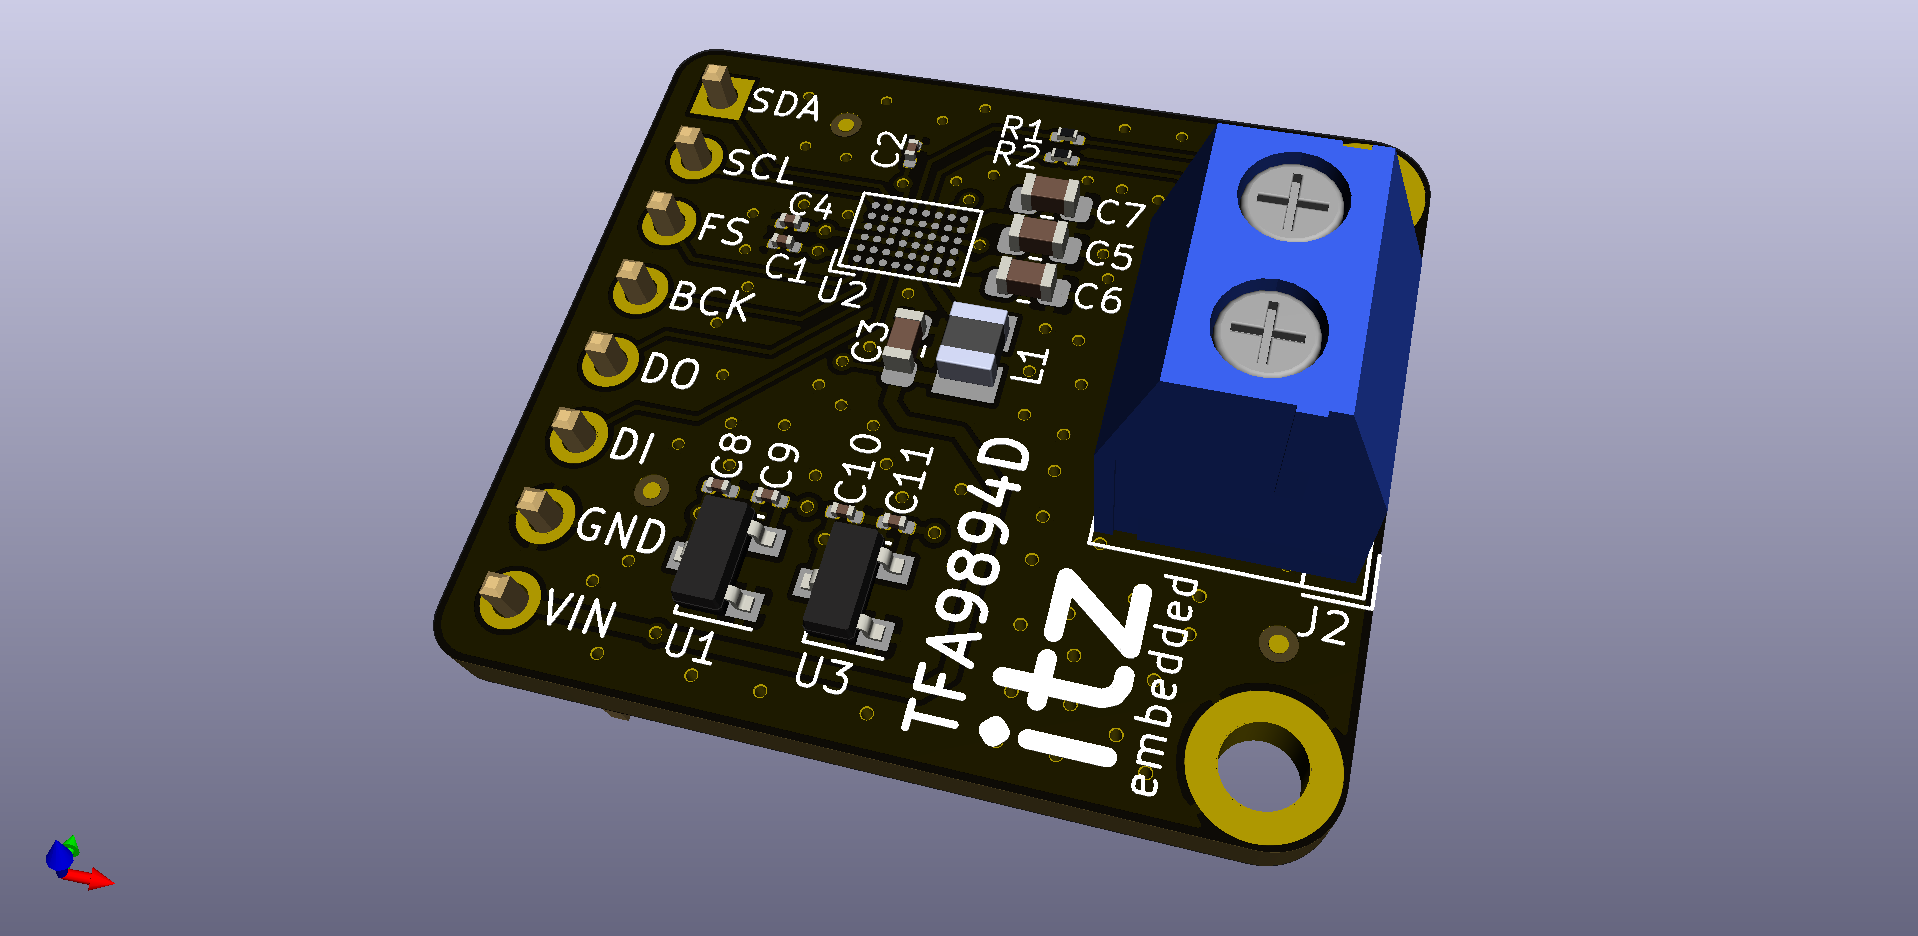 SDA
SCL
FS
BCK
DO
DI
GND
VIN
C2
R1
R2
C4
C1
U2
C7
C5
C6
C3
L1
C8
C9
C10
C11
U1
U3
TFA9894D
itz
embedded
J2